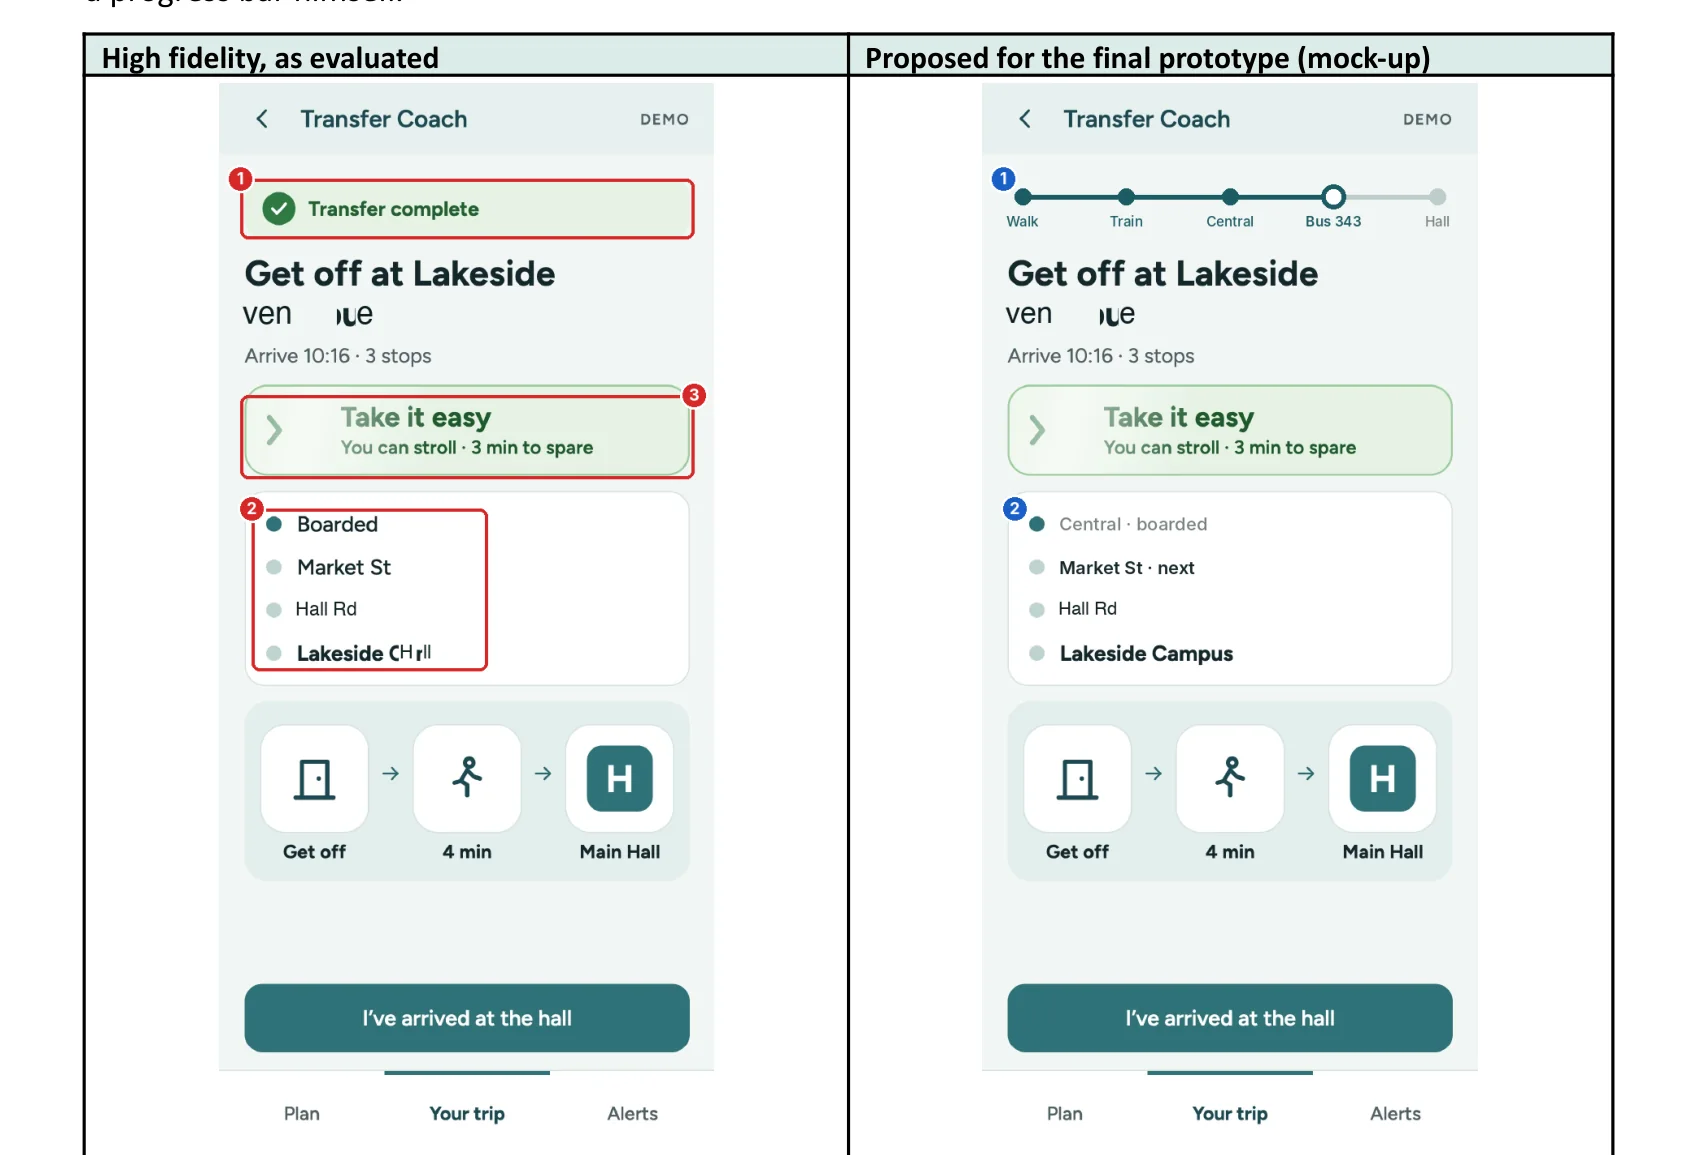 a progress bar himself.
High fidelity, as evaluated
Proposed for the final prototype (mock-up)
Transfer Coach
DEMO
1
Transfer complete
Get off at Lakeside
Arrive 10:16 · 3 stops
3
Take it easy
You can stroll · 3 min to spare
2
Boarded
Market St
Hall Rd
Lakeside
Get off
4 min
Main Hall
I've arrived at the hall
Plan
Your trip
Alerts
Transfer Coach
DEMO
1
Walk
Train
Central
Bus 343
Hall
Get off at Lakeside
Arrive 10:16 · 3 stops
Take it easy
You can stroll · 3 min to spare
2
Central · boarded
Market St · next
Hall Rd
Lakeside Campus
H
Get off
4 min
Main Hall
I've arrived at the hall
Plan
Your trip
Alerts